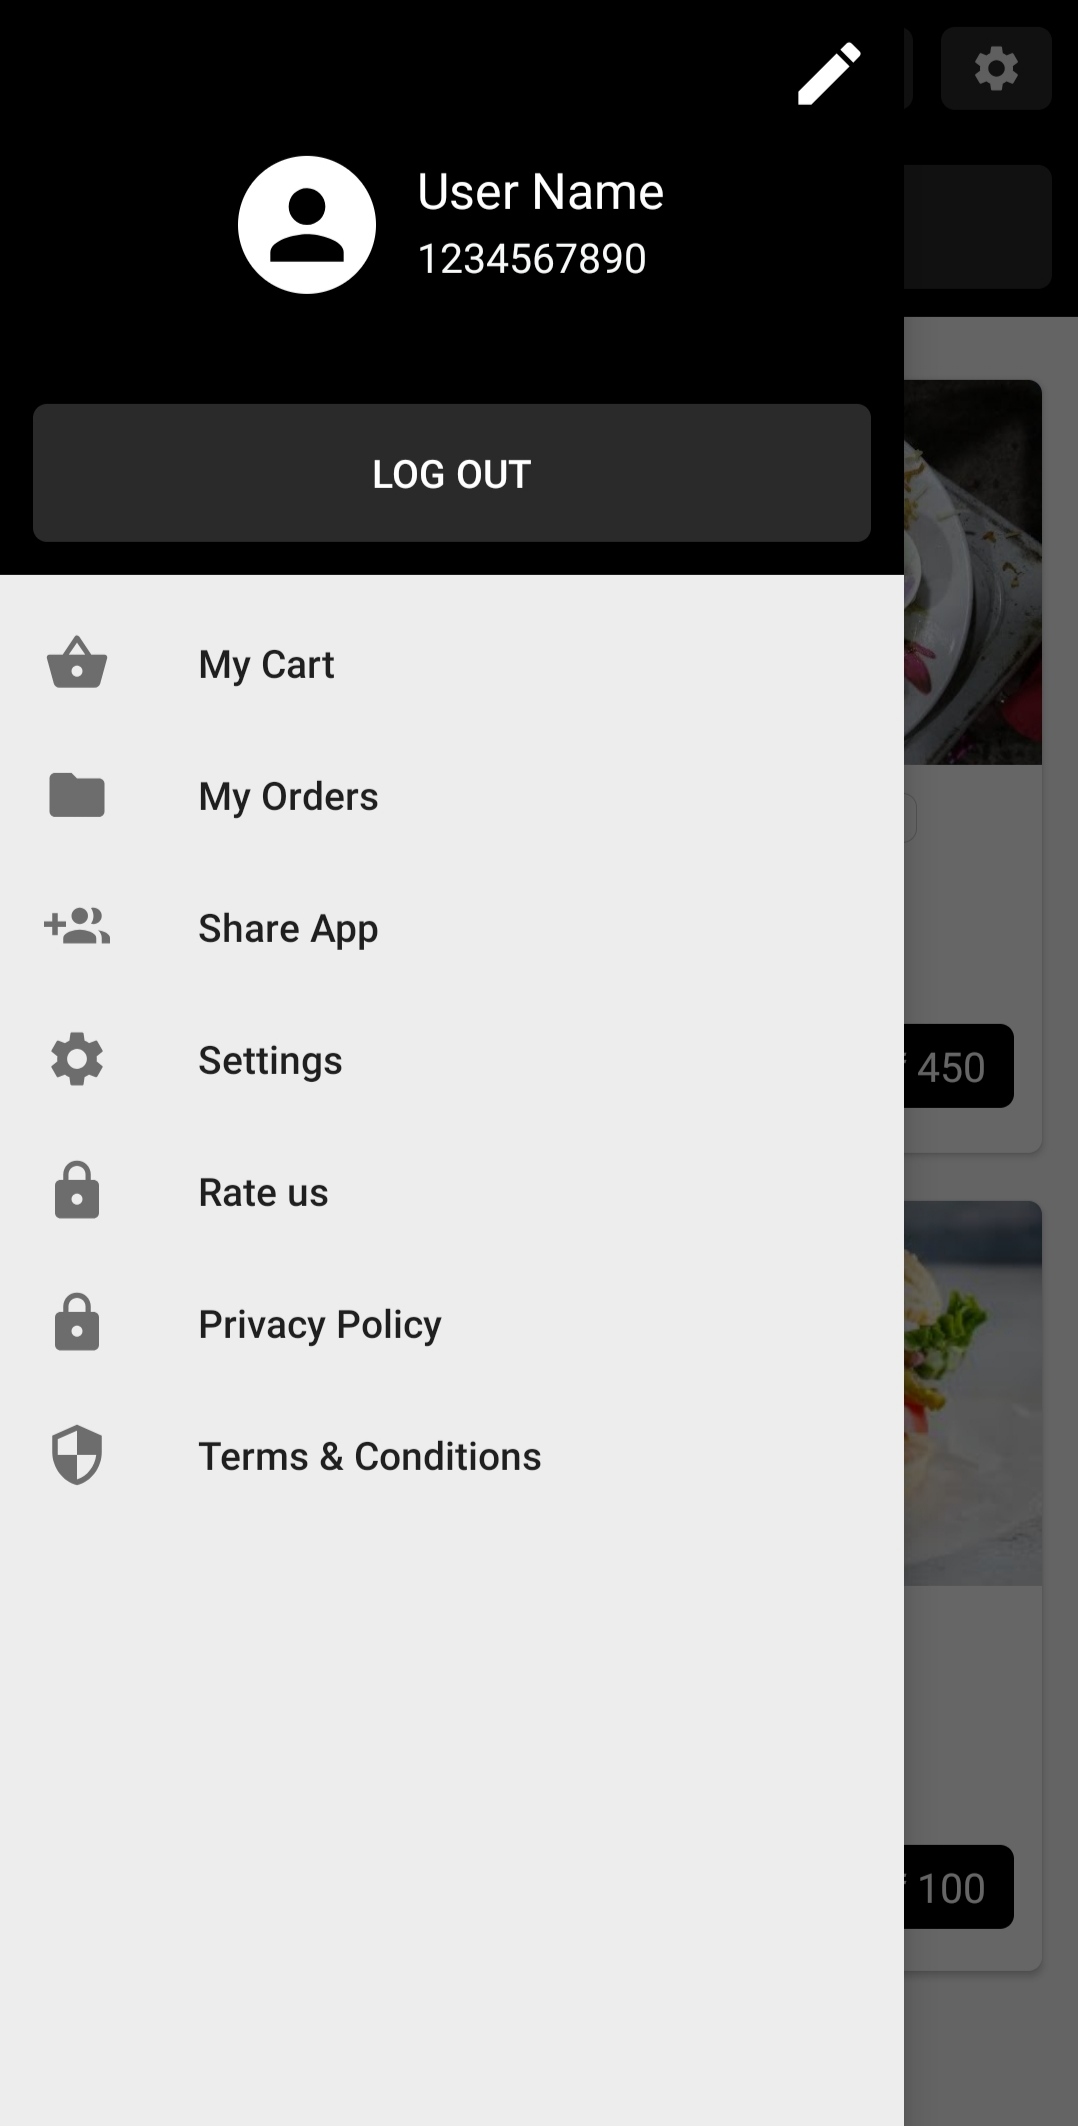 User Name
1234567890
LOG OUT
My Cart
My Orders
Share App
Settings
Rate us
Privacy Policy
Terms & Conditions
450
100